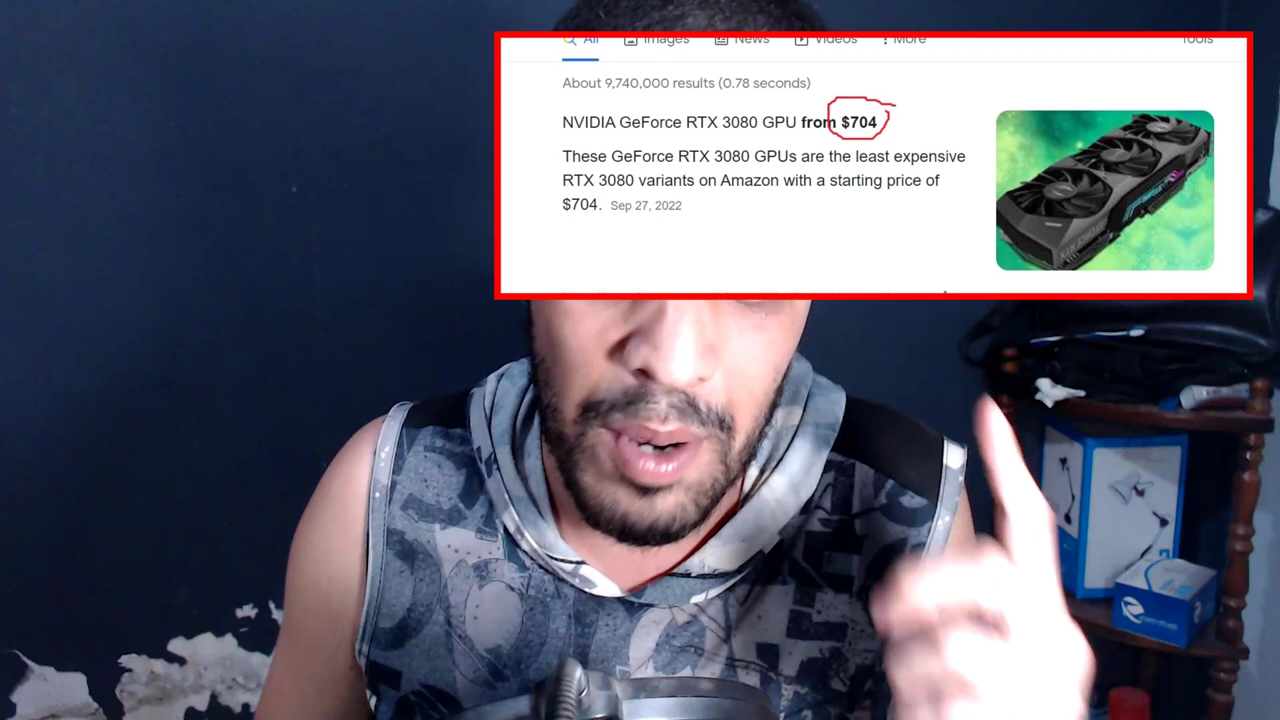 All Images News Videos More Tools
About 9,740,000 results (0.78 seconds)
NVIDIA GeForce RTX 3080 GPU from $704
These GeForce RTX 3080 GPUs are the least expensive
RTX 3080 variants on Amazon with a starting price of
$704. Sep 27, 2022